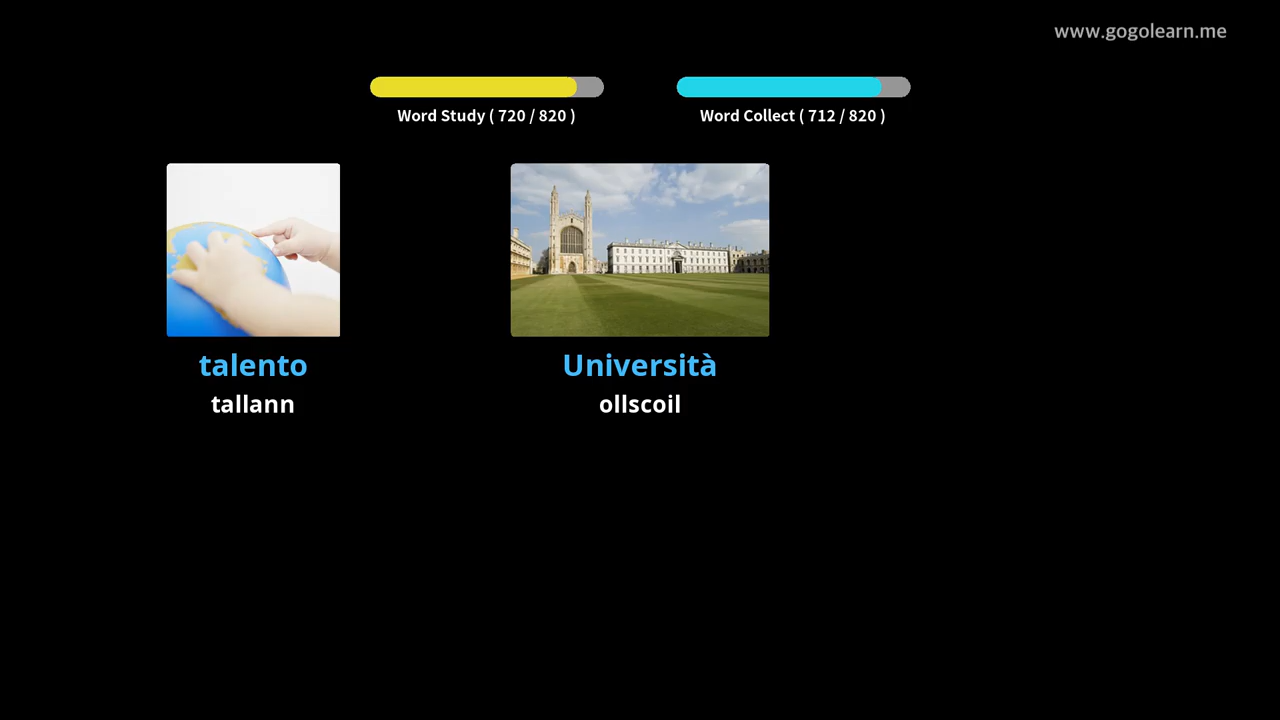 www.gogolearn.me
Word Study ( 720 / 820 )
Word Collect ( 712 / 820 )
talento
tallann
Università
ollscoil